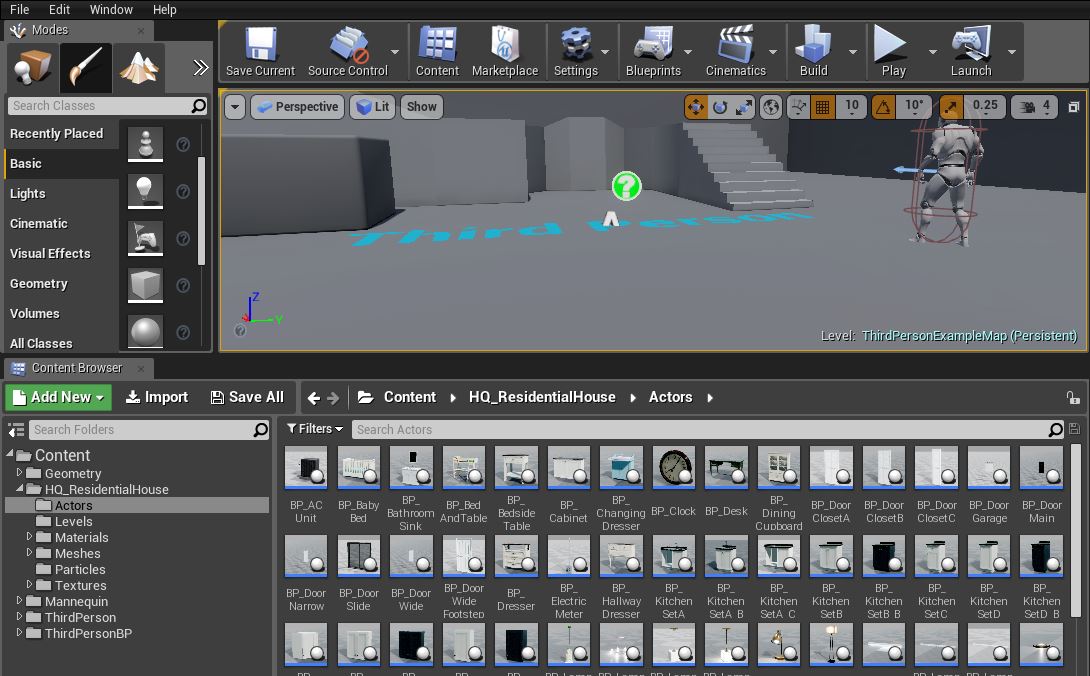 File Edit Window Help
Modes
Save Current Source Control Content Marketplace Settings Blueprints Cinematics Build Play Launch
Search Classes
Perspective Lit Show 10 10° 0.25 4
Recently Placed
Basic
Lights
Cinematic
Visual Effects
Geometry
Volumes
All Classes
Third Person
Z
Y
Level: ThirdPersonExampleMap (Persistent)
Content Browser
Add New Import Save All Content HQ_ResidentialHouse Actors
Search Folders
Filters Search Actors
Content
Geometry
HQ_ResidentialHouse
Actors
Levels
Materials
Meshes
Particles
Textures
Mannequin
ThirdPerson
ThirdPersonBP
BP_AC
Unit
BP_Baby
Bed
BP_
Bathroom
Sink
BP_Bed
AndTable
BP_
Bedside
Table
BP_
Cabinet
BP_
Changing
Dresser
BP_Clock
BP_Desk
BP_
Dining
Cupboard
BP_Door
ClosetA
BP_Door
ClosetB
BP_Door
ClosetC
BP_Door
Garage
BP_Door
Main
BP_Door
Narrow
BP_Door
Slide
BP_Door
Wide
BP_Door
Wide
Footstep
BP_
Dresser
BP_
Electric
Meter
BP_
Hallway
Dresser
BP_
Kitchen
SetA
BP_
Kitchen
SetA_B
BP_
Kitchen
SetA_C
BP_
Kitchen
SetB
BP_
Kitchen
SetB_B
BP_
Kitchen
SetC
BP_
Kitchen
SetD
BP_
Kitchen
SetD_B